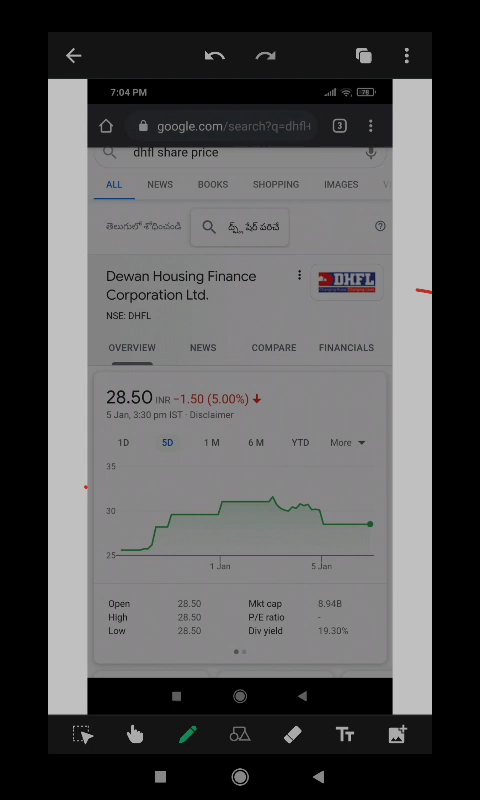 7:04 PM
78
google.com/search?q=dhfl
3
dhfl share price
ALL NEWS BOOKS SHOPPING IMAGES
తెలుగులో శోధించండి
Dewan Housing Finance
Corporation Ltd.
DHFL
NSE: DHFL
OVERVIEW NEWS COMPARE FINANCIALS
28.50 INR −1.50 (5.00%)
5 Jan, 3:30 pm IST · Disclaimer
1D 5D 1 M 6 M YTD More
35
30
25
1 Jan 5 Jan
Open 28.50 Mkt cap 8.94B
High 28.50 P/E ratio -
Low 28.50 Div yield 19.30%
TT